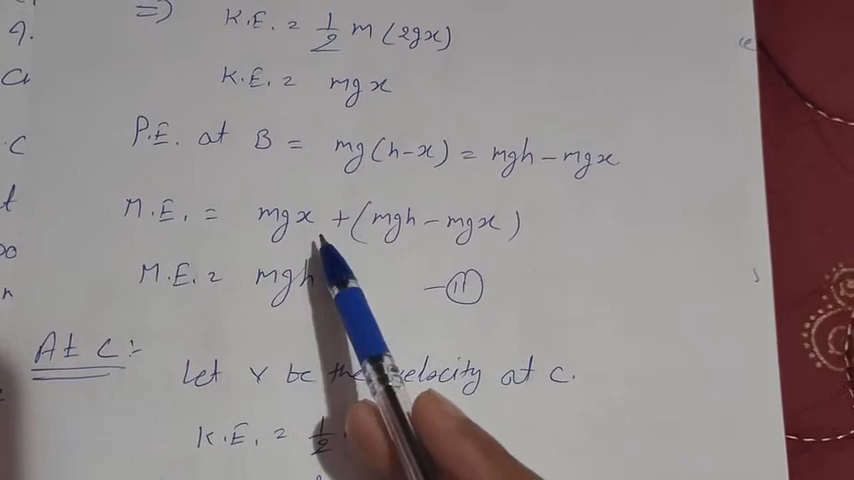 => K.E. = 1/2 m (2gx)
K.E. = mgx
P.E. at B = mg(h-x) = mgh - mgx
M.E. = mgx + (mgh - mgx)
M.E. = mgh - (II)
At C :-
Let v be the velocity at C.
K.E. = 1/2